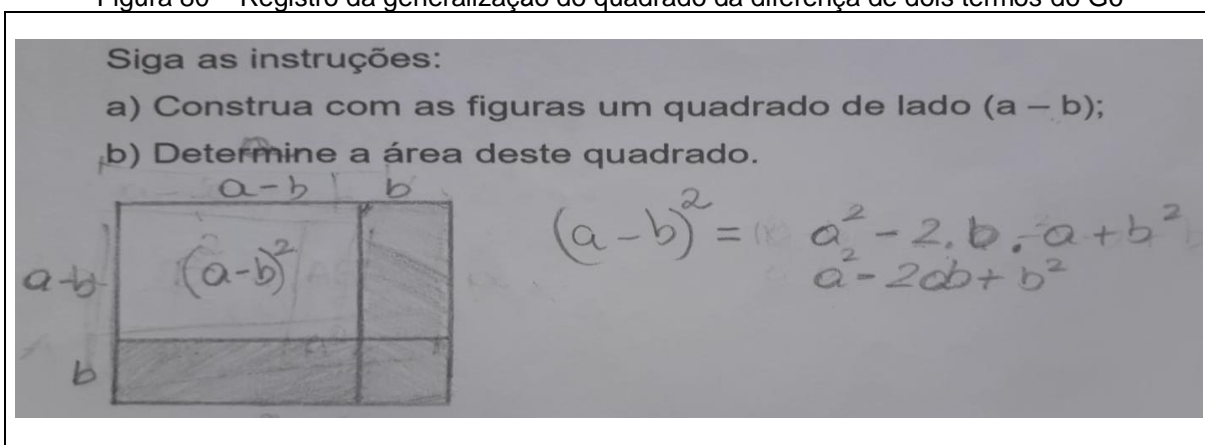 Figura 80 – Registro da generalização do quadrado da diferença de dois termos do G6
Siga as instruções:
a) Construa com as figuras um quadrado de lado (a – b);
b) Determine a área deste quadrado.
a-b b
a-b (a-b)²
b
(a-b)² = a² - 2.b.-a + b²
a² - 2ab + b²